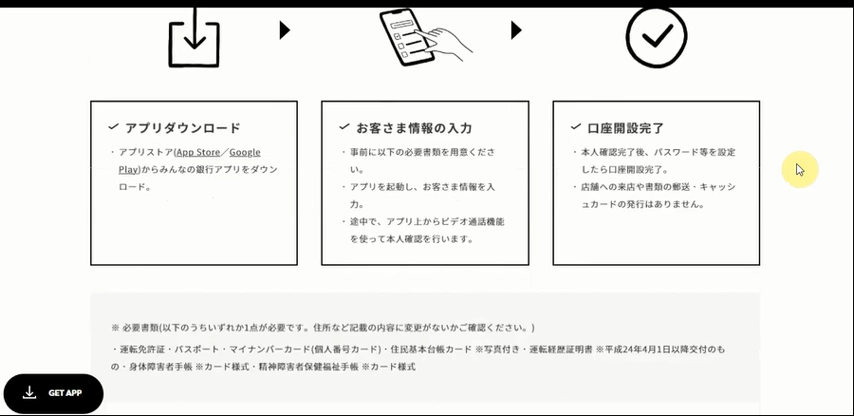 アプリダウンロード
・アプリストア(App Store／Google
Play)からみんなの銀行アプリをダウン
ロード。
お客さま情報の入力
・事前に以下の必要書類を用意くださ
い。
・アプリを起動し、お客さま情報を入
力。
・途中で、アプリ上からビデオ通話機能
を使って本人確認を行います。
口座開設完了
・本人確認完了後、パスワード等を設定
したら口座開設完了。
・店舗への来店や書類の郵送・キャッシ
ュカードの発行はありません。
※ 必要書類(以下のうちいずれか1点が必要です。住所など記載の内容に変更がないかご確認ください。)
・運転免許証・パスポート・マイナンバーカード(個人番号カード)・住民基本台帳カード ※写真付き・運転経歴証明書 ※平成24年4月1日以降交付のも
の・身体障害者手帳 ※カード様式・精神障害者保健福祉手帳 ※カード様式
GET APP